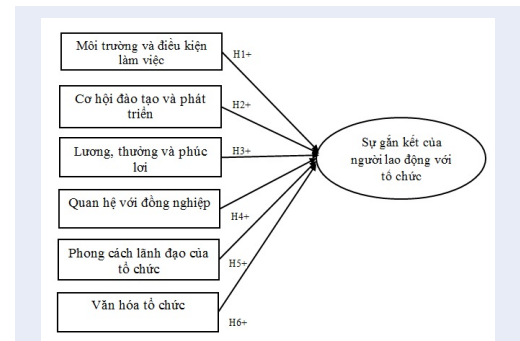 Môi trường và điều kiện
làm việc
H1+
Cơ hội đào tạo và phát
triển
H2+
Lương, thưởng và phúc
lợi
H3+
Quan hệ với đồng nghiệp
H4+
Phong cách lãnh đạo của
tổ chức
H5+
Văn hóa tổ chức
H6+
Sự gắn kết của
người lao động với
tổ chức